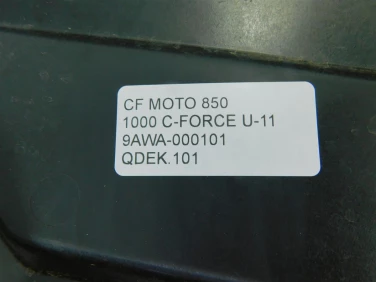 CF MOTO 850
1000 C-FORCE U-11
9AWA-000101
QDEK.101